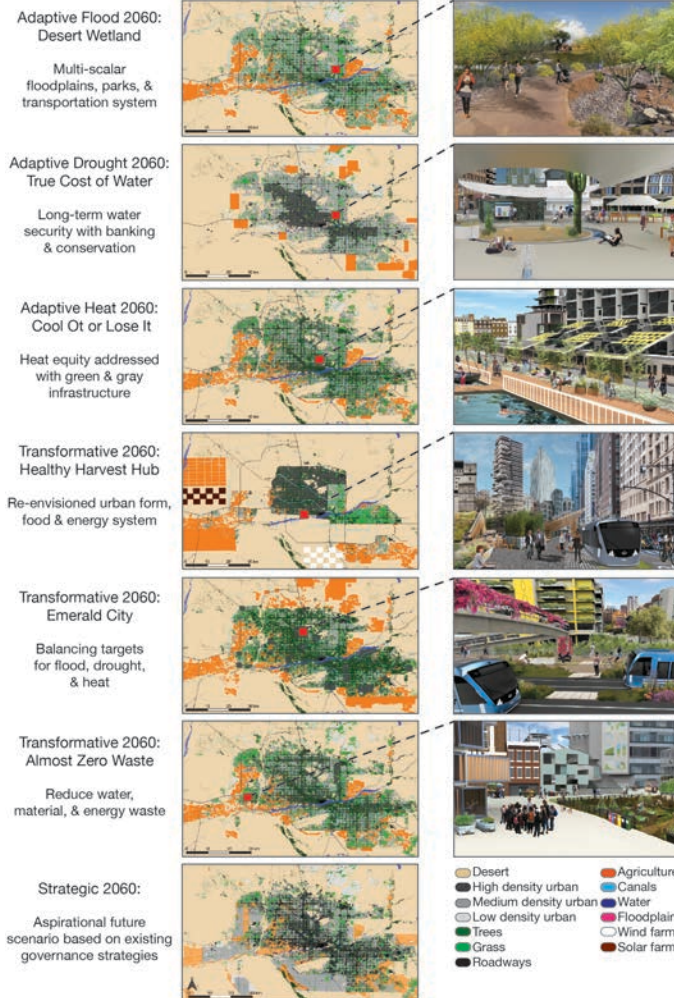 Adaptive Flood 2060:
Desert Wetland
Multi-scalar
floodplains, parks, &
transportation system
Adaptive Drought 2060:
True Cost of Water
Long-term water
security with banking
& conservation
Adaptive Heat 2060:
Cool Ot or Lose It
Heat equity addressed
with green & gray
infrastructure
Transformative 2060:
Healthy Harvest Hub
Re-envisioned urban form,
food & energy system
Transformative 2060:
Emerald City
Balancing targets
for flood, drought,
& heat
Transformative 2060:
Almost Zero Waste
Reduce water,
material, & energy waste
Strategic 2060:
Aspirational future
scenario based on existing
governance strategies
Desert
High density urban
Medium density urban
Low density urban
Trees
Grass
Roadways
Agriculture
Canals
Water
Floodplain
Wind farm
Solar farm